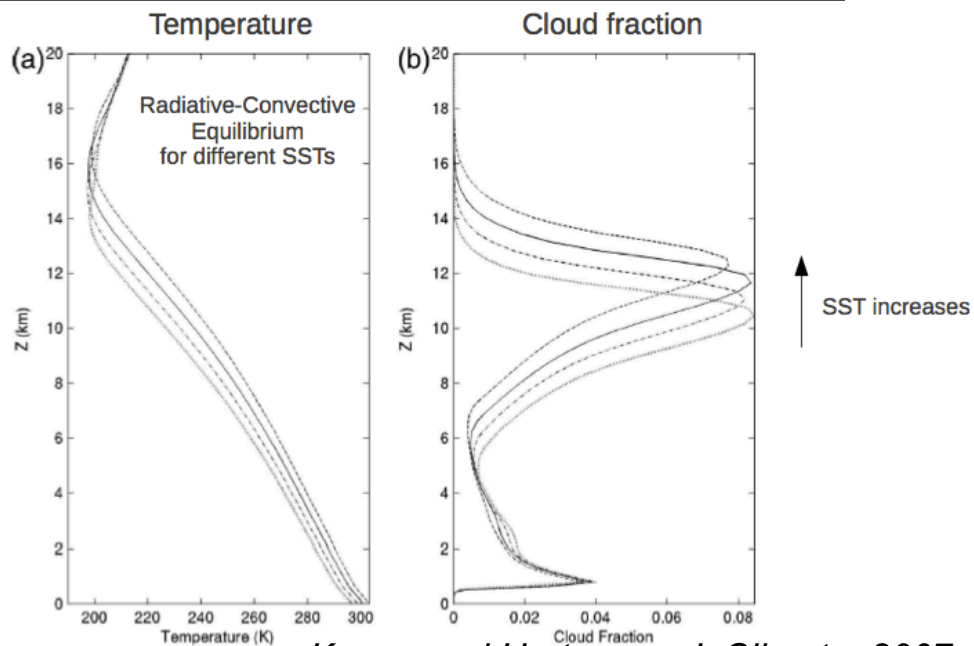 Temperature
Cloud fraction
(a)
20
18
16
14
12
10
8
6
4
2
0
Z (km)
200
220
240
260
280
300
Temperature (K)
Radiative-Convective
Equilibrium
for different SSTs
(b)
20
18
16
14
12
10
8
6
4
2
0
Z (km)
0
0.02
0.04
0.06
0.08
Cloud Fraction
SST increases